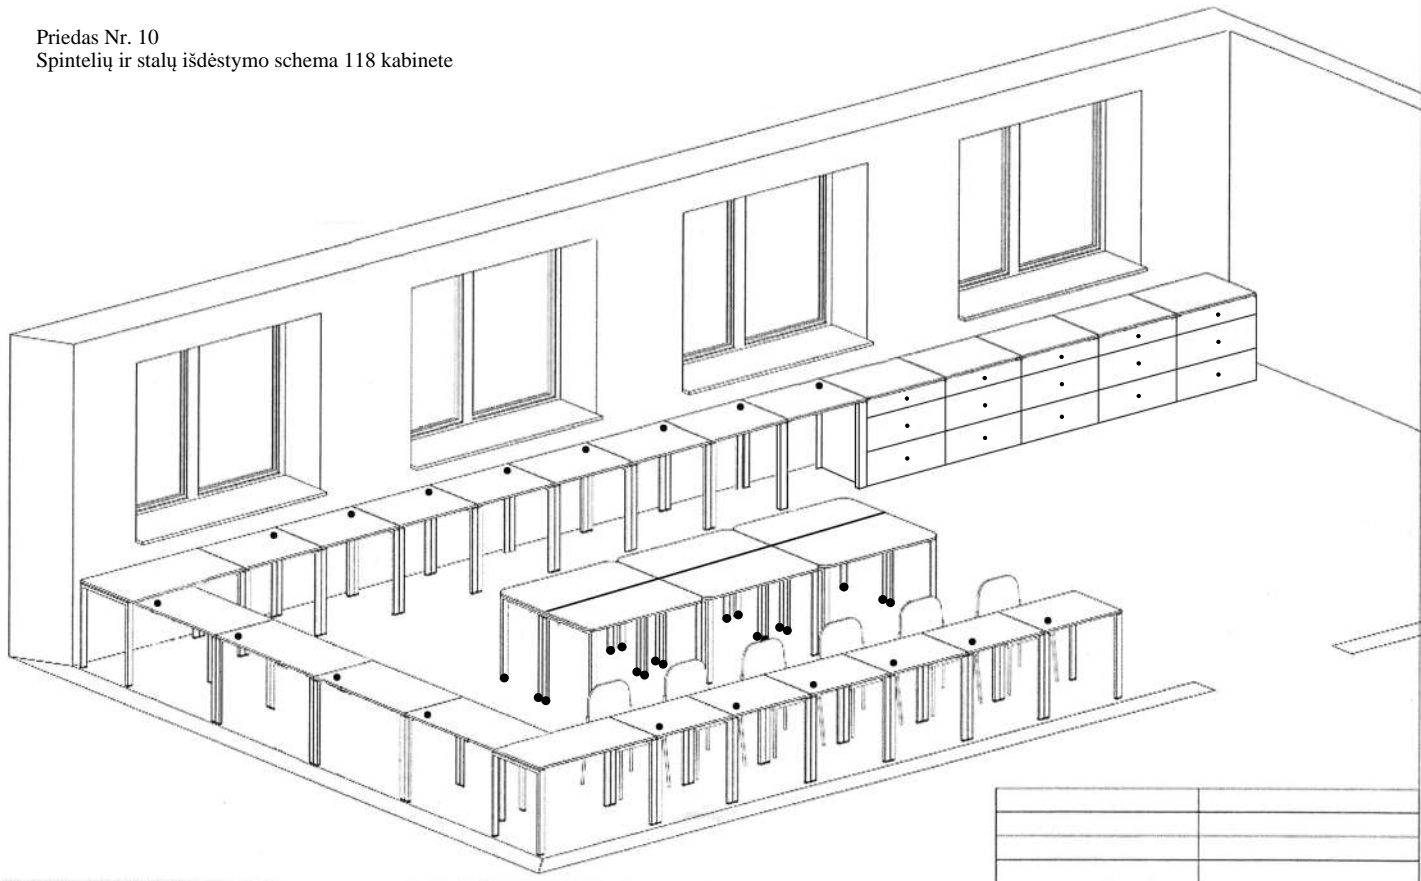 Priedas Nr. 10
Spintelių ir stalų išdėstymo schema 118 kabinete